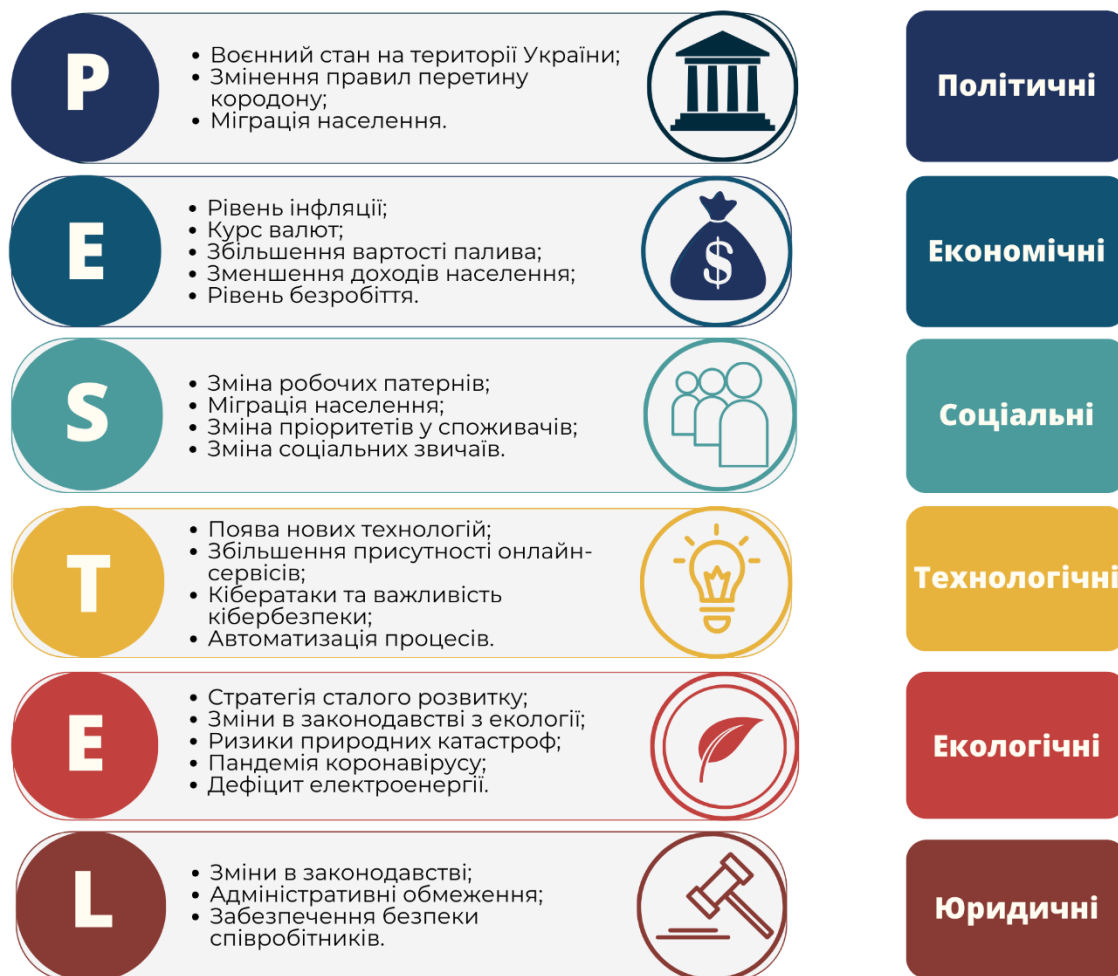 P
• Воєнний стан на території України;
• Змінення правил перетину
кордону;
• Міграція населення.
Політичні
E
• Рівень інфляції;
• Курс валют;
• Збільшення вартості палива;
• Зменшення доходів населення;
• Рівень безробіття.
$
Економічні
S
• Зміна робочих патернів;
• Міграція населення;
• Зміна пріоритетів у споживачів;
• Зміна соціальних звичаїв.
Соціальні
T
• Поява нових технологій;
• Збільшення присутності онлайн-
сервісів;
• Кібератаки та важливість
кібербезпеки;
• Автоматизація процесів.
Технологічні
E
• Стратегія сталого розвитку;
• Зміни в законодавстві з екології;
• Ризики природних катастроф;
• Пандемія коронавірусу;
• Дефіцит електроенергії.
Екологічні
L
• Зміни в законодавстві;
• Адміністративні обмеження;
• Забезпечення безпеки
співробітників.
Юридичні